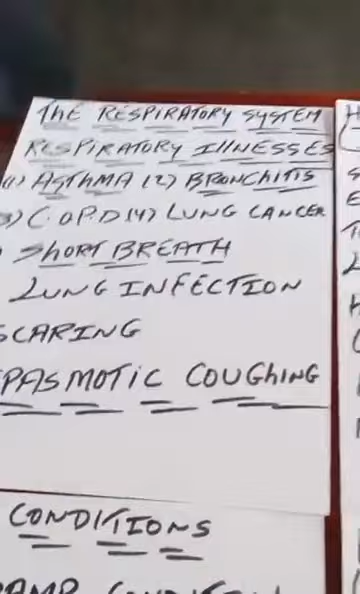 THE RESPIRATORY SYSTEM
RESPIRATORY ILLNESSES
(1) ASTHMA (2) BRONCHITIS
3) C.O.P.D (4) LUNG CANCER
SHORT BREATH
LUNG INFECTION
SCARING
PASMOTIC COUGHING
CONDITIONS